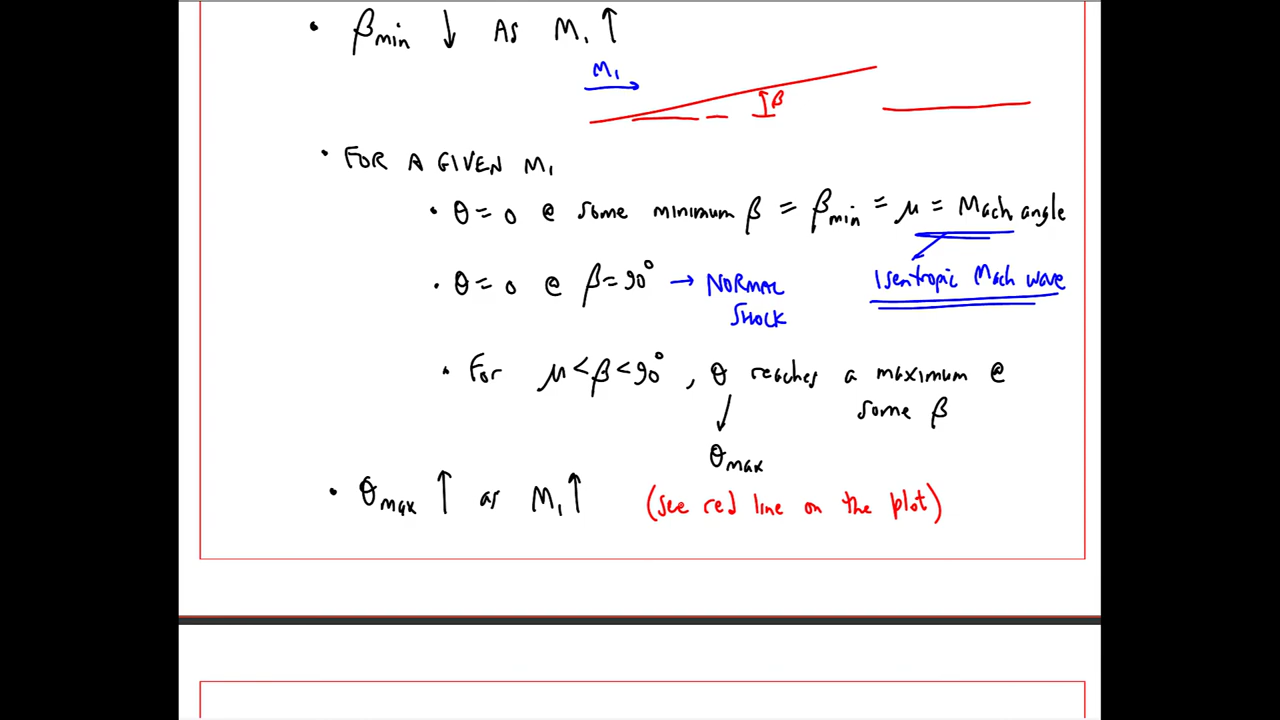 • βmin ↓ As M₁ ↑
M₁
β
• FOR A GIVEN M₁
• θ = 0 @ some minimum β = βmin = μ = Mach angle
Isentropic Mach wave
• θ = 0 @ β = 90° → NORMAL
SHOCK
• For μ < β < 90°, θ reaches a maximum @
some β
θmax
• θmax ↑ as M₁ ↑ (see red line on the plot)